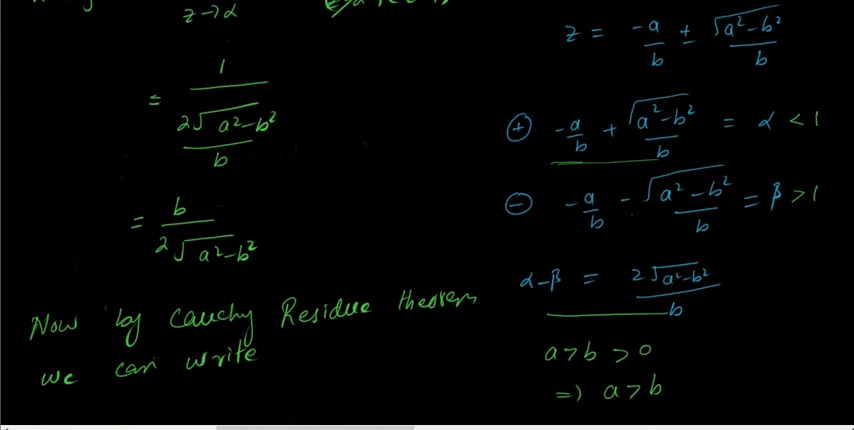 z→α
= 1 / (2√(a²-b²) / b)
= b / 2√(a²-b²)
Now by Cauchy Residue theorem
we can write
z = -a/b ± √(a²-b²)/b
⊕ -a/b + √(a²-b²)/b = α < 1
⊖ -a/b - √(a²-b²)/b = β > 1
α-β = 2√(a²-b²)/b
a > b > 0
=) a > b